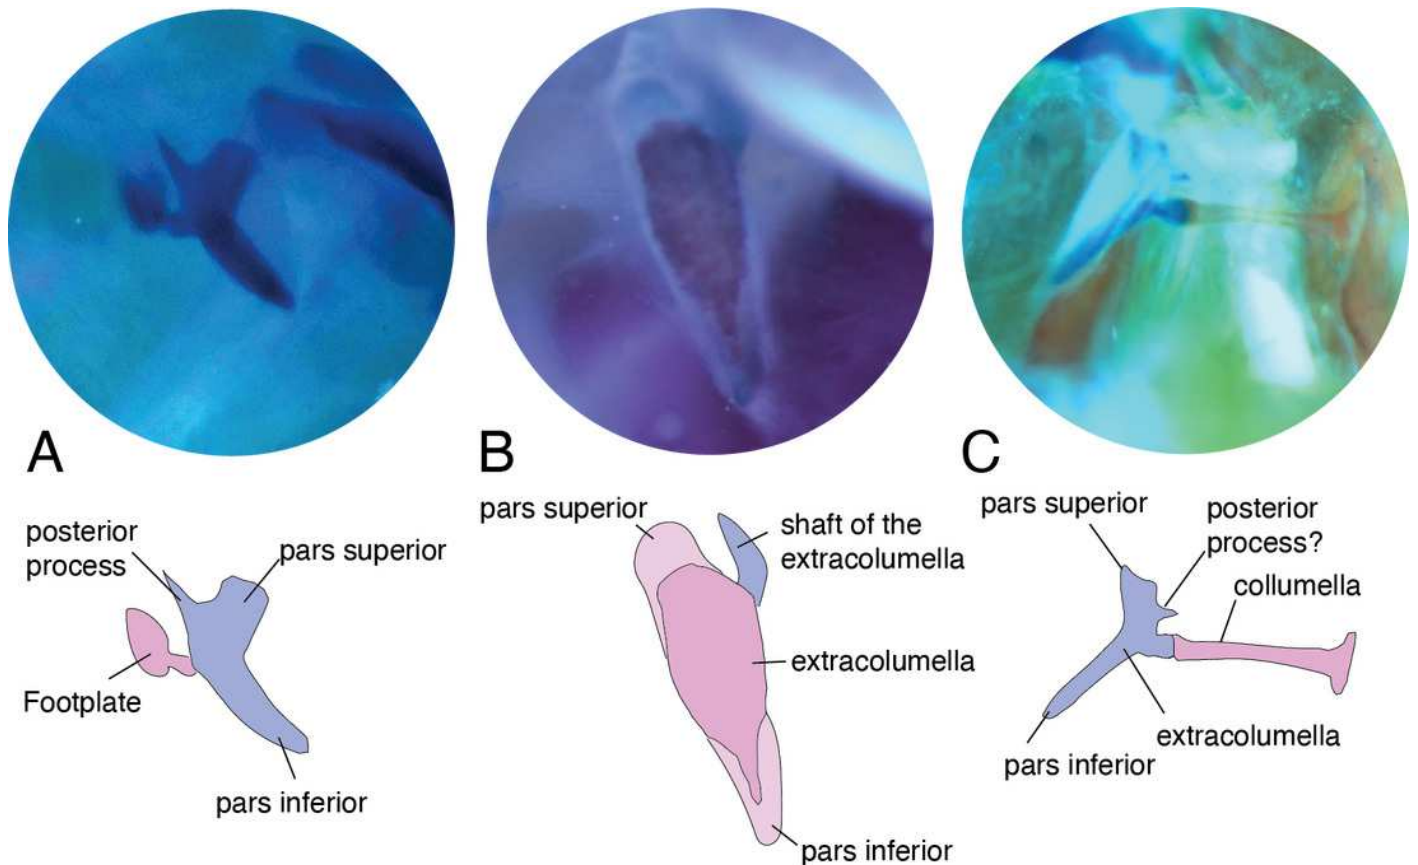 A
B
C
posterior
process
pars superior
Footplate
pars inferior
pars superior
shaft of the
extracolumella
extracolumella
pars inferior
pars superior
posterior
process?
collumella
extracolumella
pars inferior